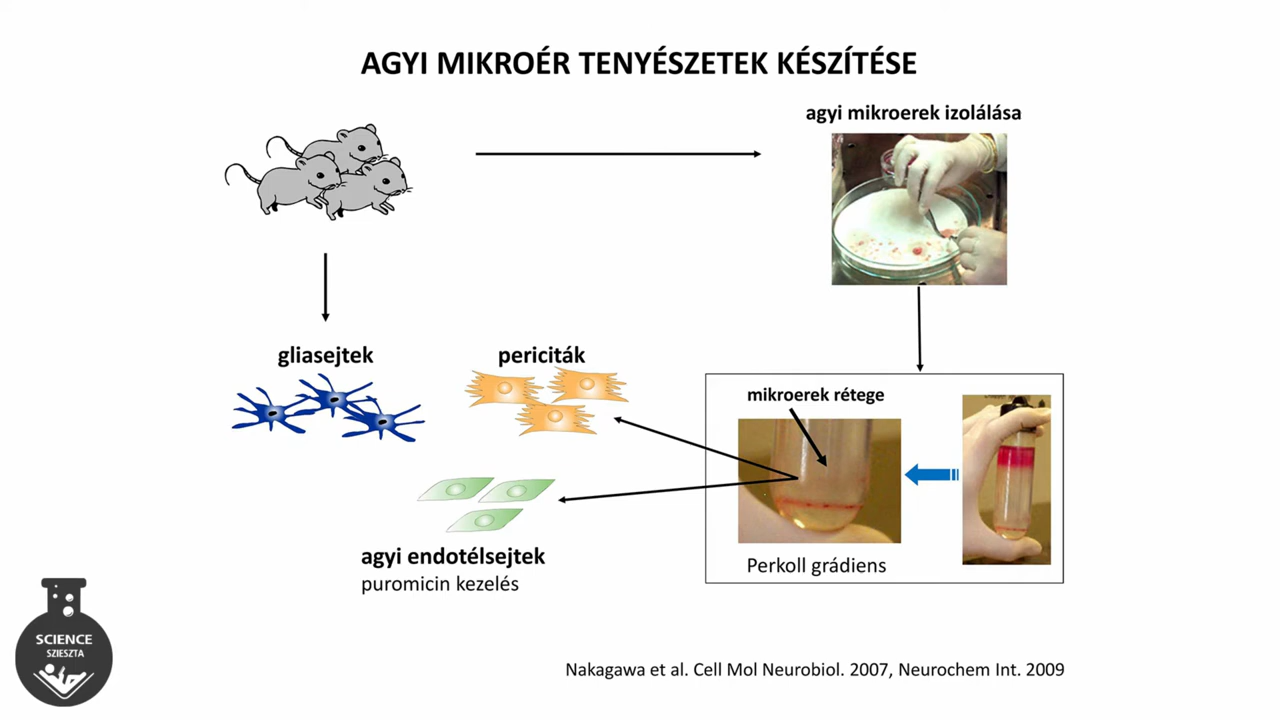 AGYI MIKROÉR TENYÉSZETEK KÉSZÍTÉSE
agyi mikroerek izolálása
gliasejtek
periciták
mikroerek rétege
agyi endotélsejtek
puromicin kezelés
Perkoll grádiens
SCIENCE
SZIESZTA
Nakagawa et al. Cell Mol Neurobiol. 2007, Neurochem Int. 2009